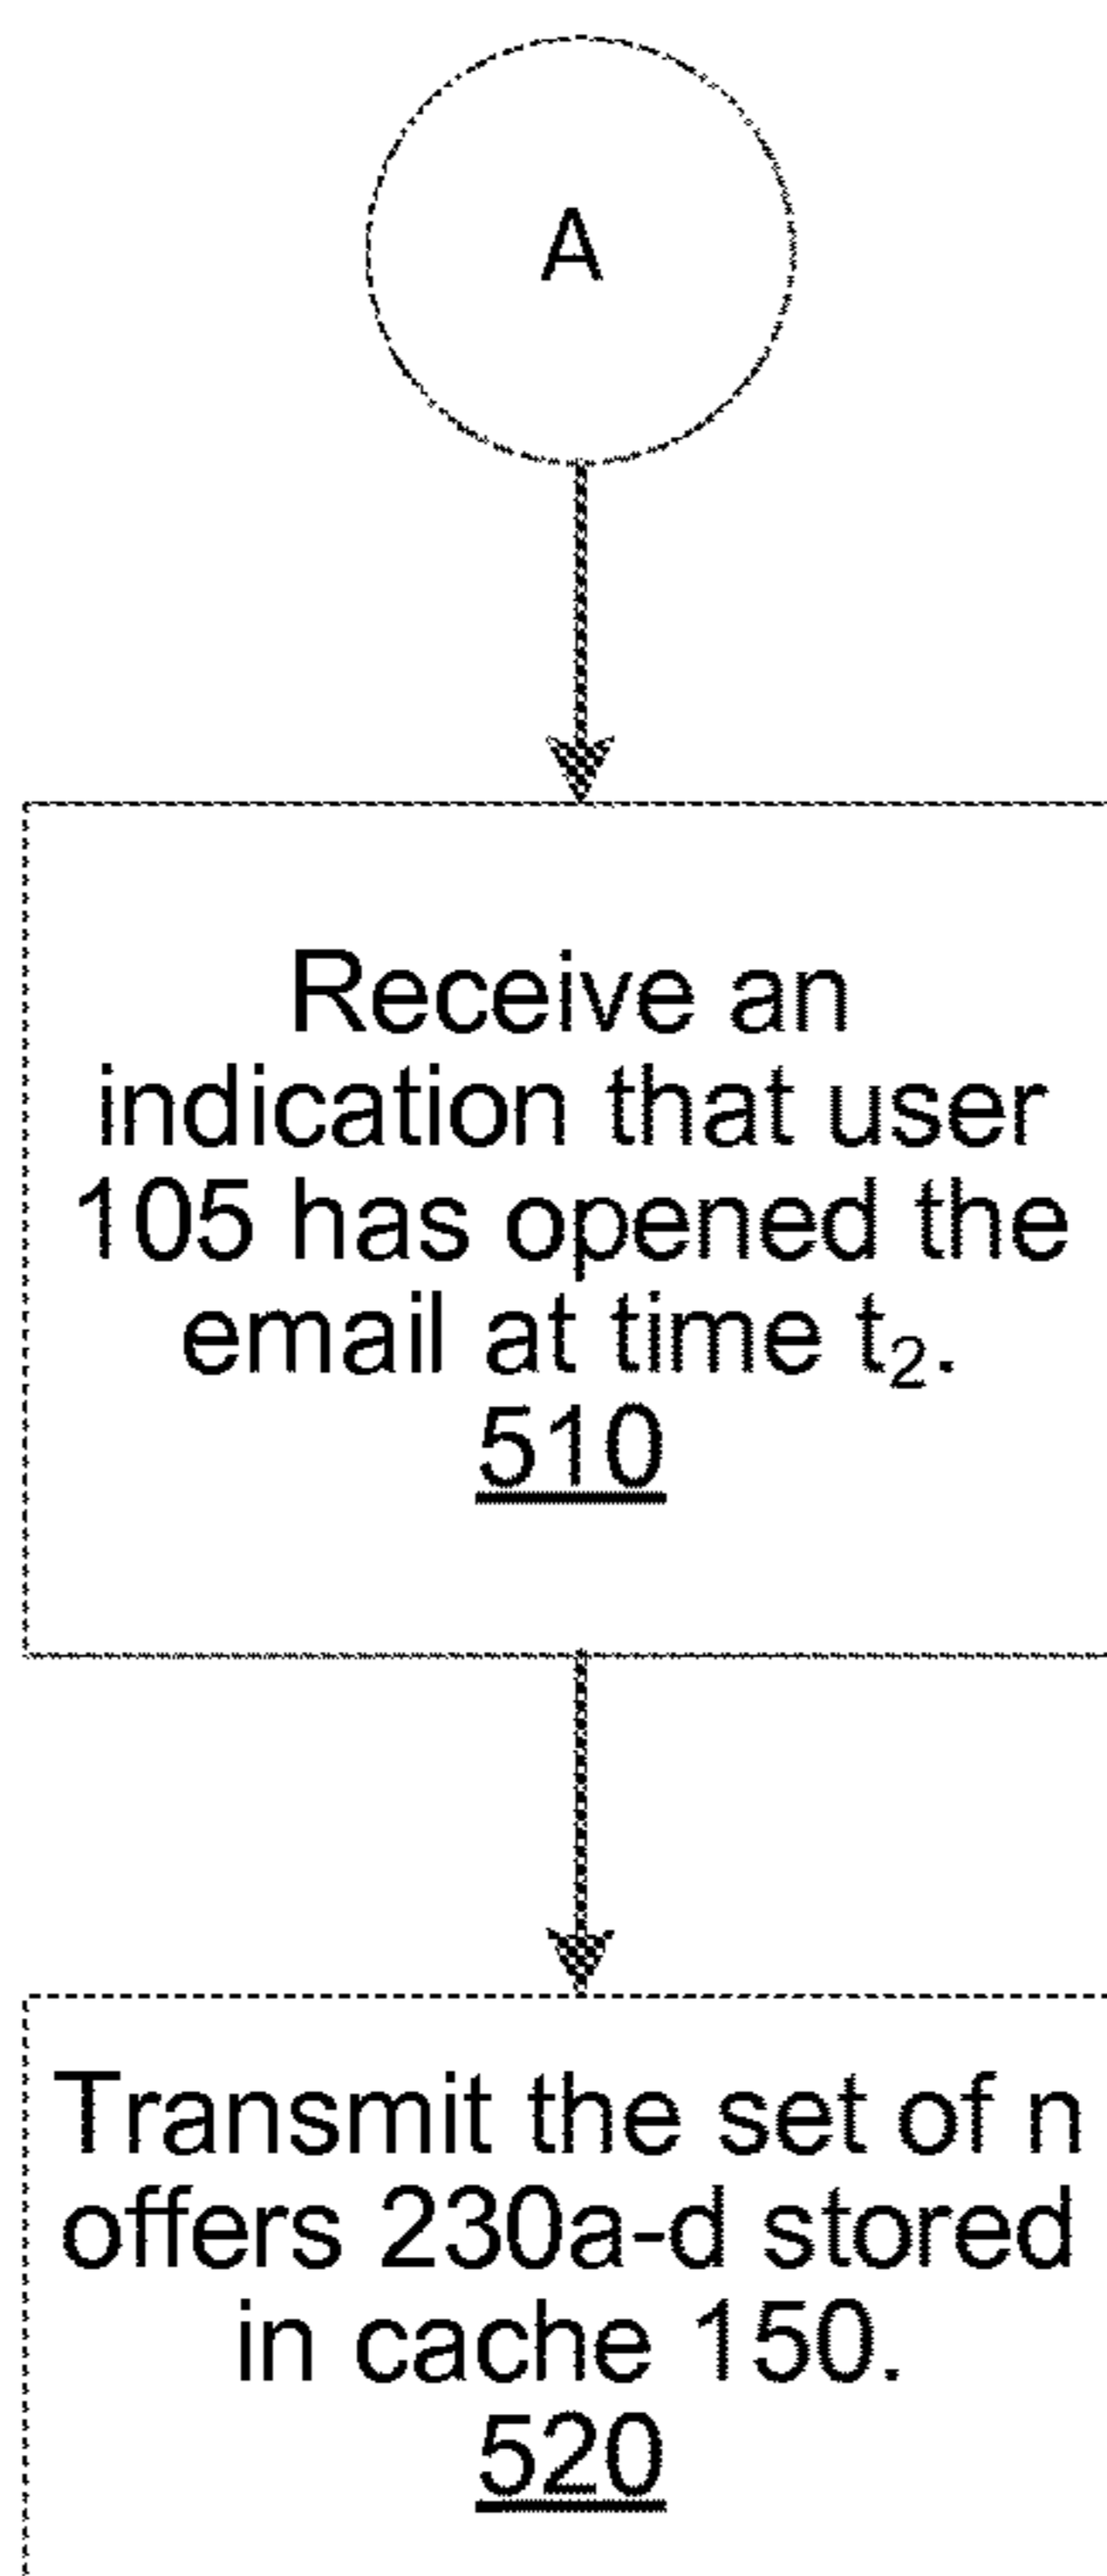 A
Receive an
indication that user
105 has opened the
email at time t₂.
510
Transmit the set of n
offers 230a-d stored
in cache 150.
520